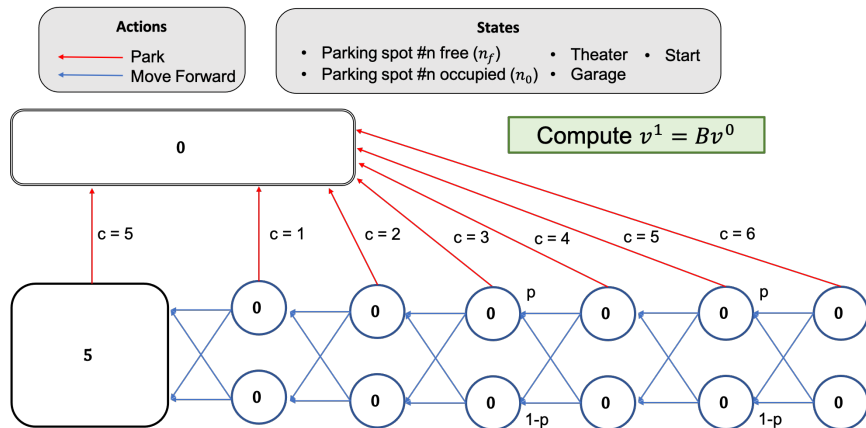 Actions
Park
Move Forward
States
• Parking spot #n free (n_f)
• Parking spot #n occupied (n_0)
• Theater
• Garage
• Start
0
Compute v^1 = Bv^0
c = 5
c = 1
c = 2
c = 3
c = 4
c = 5
c = 6
p
p
0
0
0
0
0
0
5
0
0
0
0
0
0
1-p
1-p